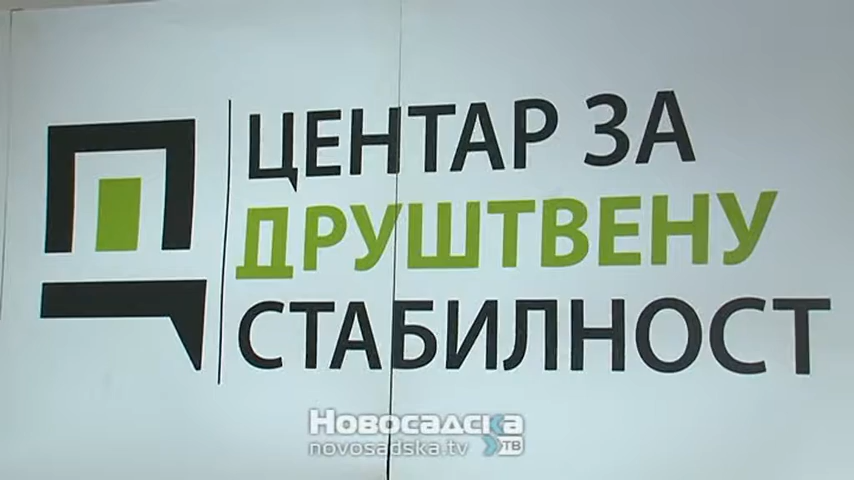 ЦЕНТАР ЗА
ДРУШТВЕНУ
СТАБИЛНОСТ
НОВОСАДСКА
novosadska.tv ТВ